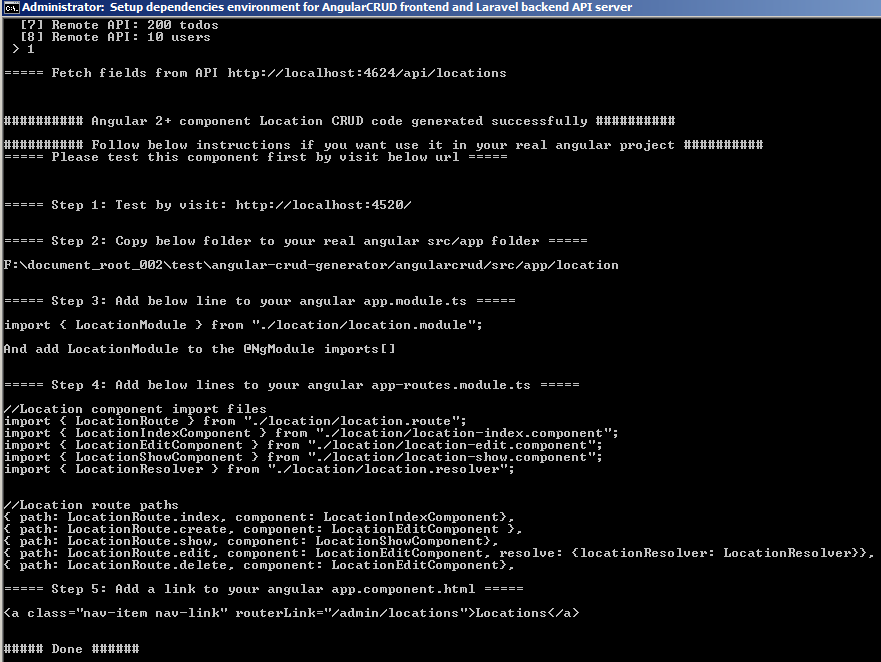 Administrator: Setup dependencies environment for AngularCRUD frontend and Laravel backend API server
[7] Remote API: 200 todos
[8] Remote API: 10 users
> 1
===== Fetch fields from API http://localhost:4624/api/locations
########## Angular 2+ component Location CRUD code generated successfully ##########
########## Follow below instructions if you want use it in your real angular project ##########
===== Please test this component first by visit below url =====
===== Step 1: Test by visit: http://localhost:4520/
===== Step 2: Copy below folder to your real angular src/app folder =====
F:\document_root_002\test\angular-crud-generator/angularcrud/src/app/location
===== Step 3: Add below line to your angular app.module.ts =====
import { LocationModule } from "./location/location.module";
And add LocationModule to the @NgModule imports[]
===== Step 4: Add below lines to your angular app-routes.module.ts =====
//Location component import files
import { LocationRoute } from "./location/location.route";
import { LocationIndexComponent } from "./location/location-index.component";
import { LocationEditComponent } from "./location/location-edit.component";
import { LocationShowComponent } from "./location/location-show.component";
import { LocationResolver } from "./location/location.resolver";
//Location route paths
{ path: LocationRoute.index, component: LocationIndexComponent},
{ path: LocationRoute.create, component: LocationEditComponent },
{ path: LocationRoute.show, component: LocationShowComponent},
{ path: LocationRoute.edit, component: LocationEditComponent, resolve: {locationResolver: LocationResolver}},
{ path: LocationRoute.delete, component: LocationEditComponent},
===== Step 5: Add a link to your angular app.component.html =====
<a class="nav-item nav-link" routerLink="/admin/locations">Locations</a>
##### Done ######